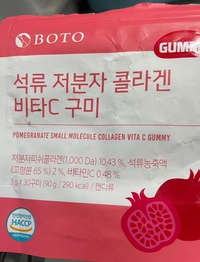 BOTO
GUMM
석류 저분자 콜라겐
비타C 구미
POMEGRANATE SMALL MOLECULE COLLAGEN VITA C GUMMY
저분자피쉬콜라겐(1,000 Da) 10.43 %, 석류농축액
(고형분 65 %) 2 %, 비타민C 0.48 %
3 g X 30구미 (90 g / 290 kcal) / 캔디류
HACCP